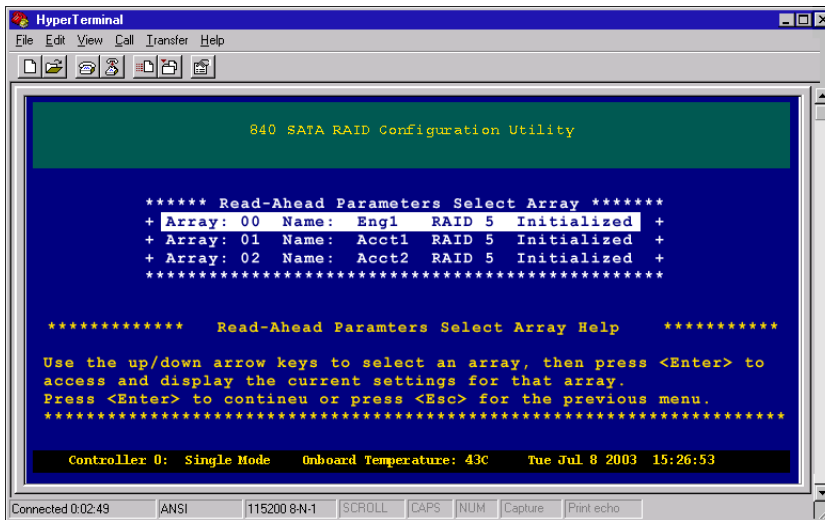 HyperTerminal
File Edit View Call Transfer Help
840 SATA RAID Configuration Utility
****** Read-Ahead Parameters Select Array *******
+ Array: 00 Name: Eng1 RAID 5 Initialized +
+ Array: 01 Name: Acct1 RAID 5 Initialized +
+ Array: 02 Name: Acct2 RAID 5 Initialized +
*************************************************
************* Read-Ahead Paramters Select Array Help ***********
Use the up/down arrow keys to select an array, then press <Enter> to
access and display the current settings for that array.
Press <Enter> to contineu or press <Esc> for the previous menu.
***********************************************************************
Controller 0: Single Mode Onboard Temperature: 43C Tue Jul 8 2003 15:26:53
Connected 0:02:49 ANSI 115200 8-N-1 SCROLL CAPS NUM Capture Print echo